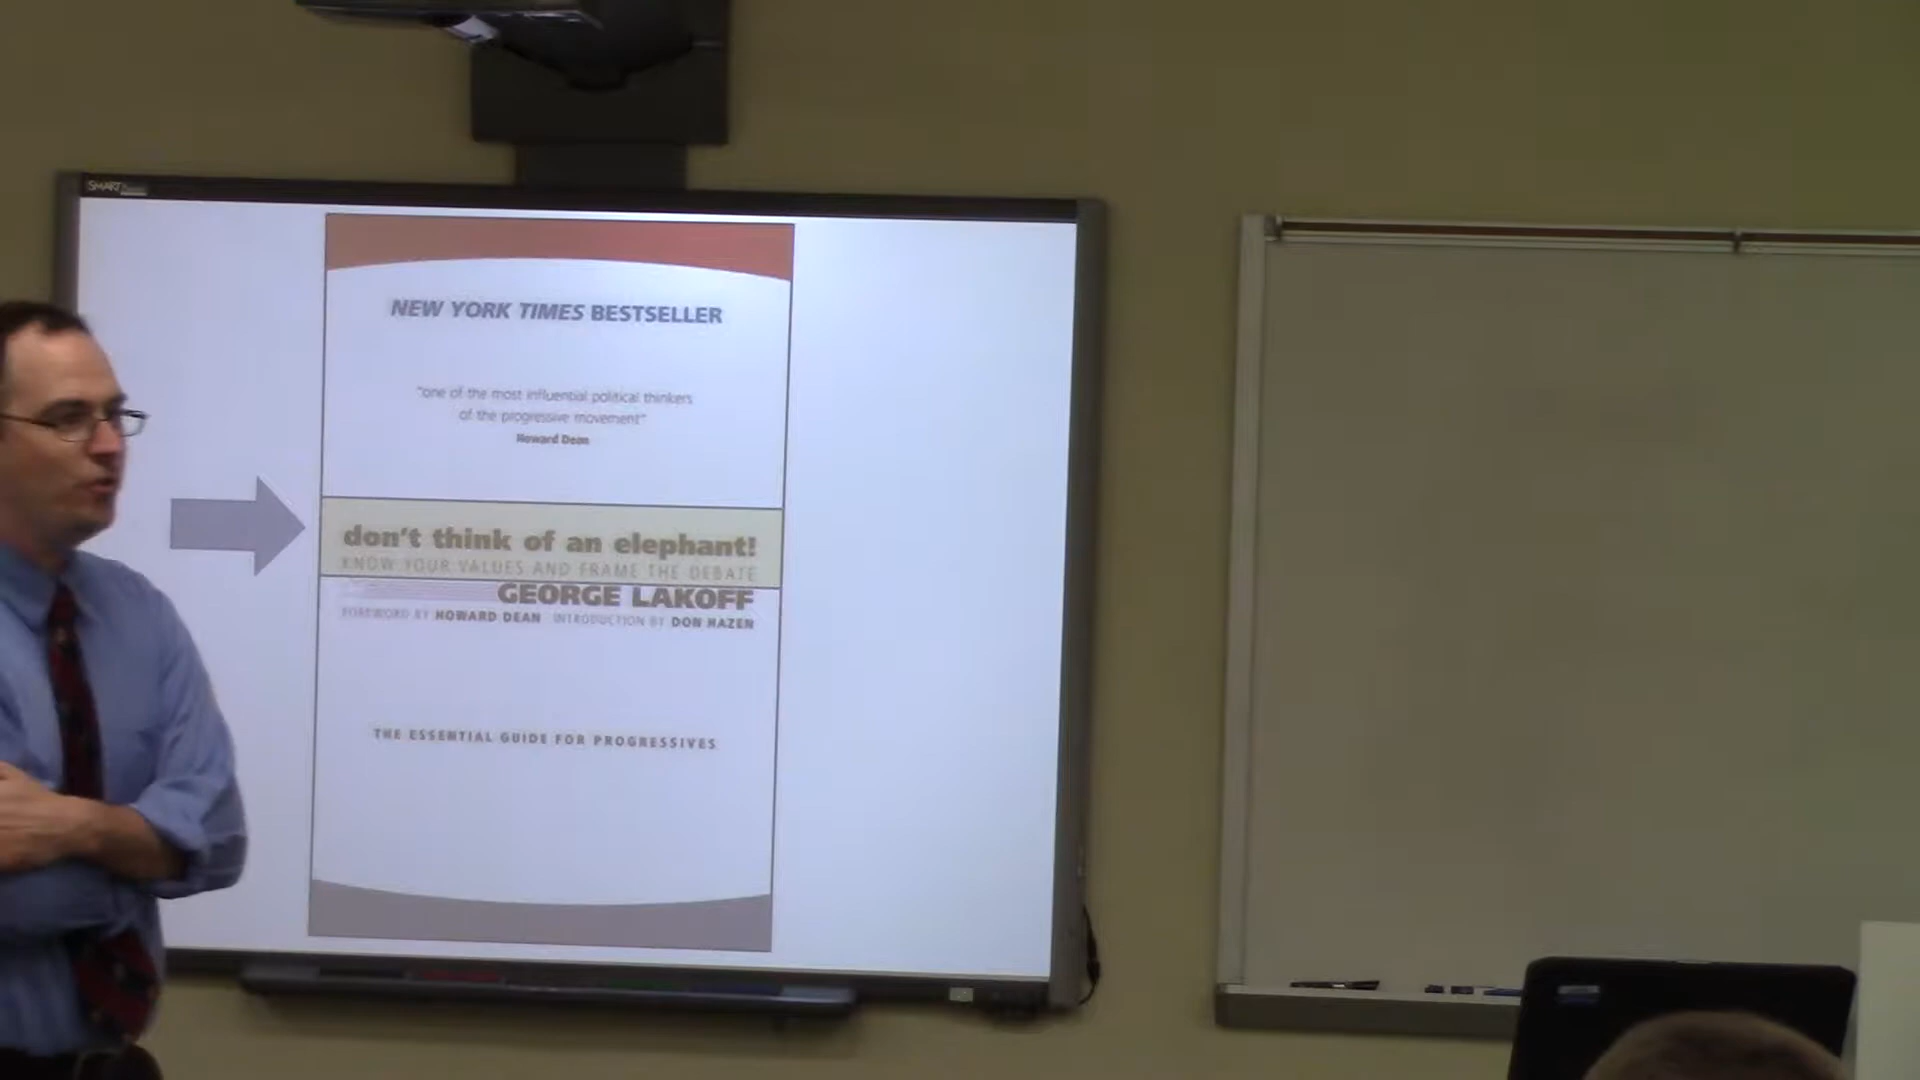 SMART
NEW YORK TIMES BESTSELLER
"one of the most influential political thinkers
of the progressive movement"
Howard Dean
don't think of an elephant!
KNOW YOUR VALUES AND FRAME THE DEBATE
GEORGE LAKOFF
FOREWORD BY HOWARD DEAN INTRODUCTION BY DON HAZEN
THE ESSENTIAL GUIDE FOR PROGRESSIVES